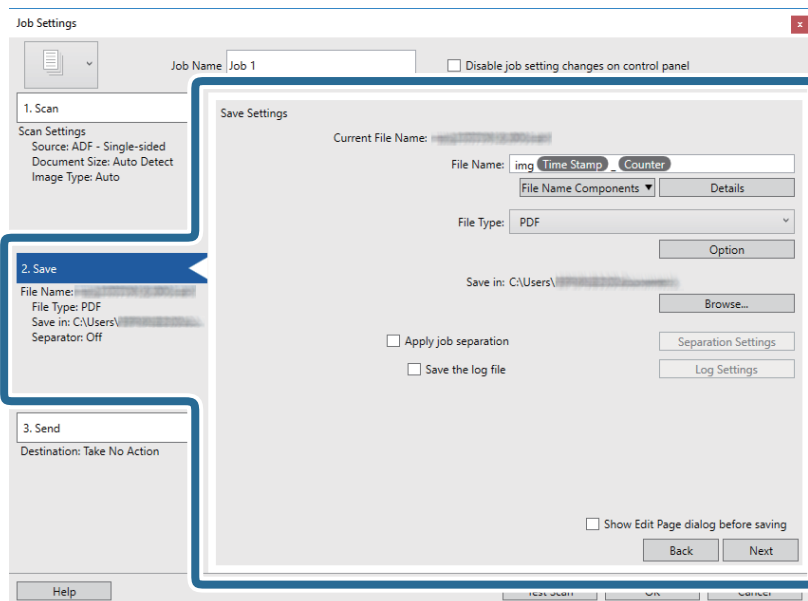 Job Settings
x
Job Name Job 1
Disable job setting changes on control panel
1. Scan
Scan Settings
Source: ADF - Single-sided
Document Size: Auto Detect
Image Type: Auto
2. Save
File Name:
File Type: PDF
Save in: C:\Users\
Separator: Off
3. Send
Destination: Take No Action
Save Settings
Current File Name:
File Name: img Time Stamp _ Counter
File Name Components ▼ Details
File Type: PDF
Option
Save in: C:\Users\
Browse...
Apply job separation Separation Settings
Save the log file Log Settings
Show Edit Page dialog before saving
Back Next
Help Test Scan OK Cancel